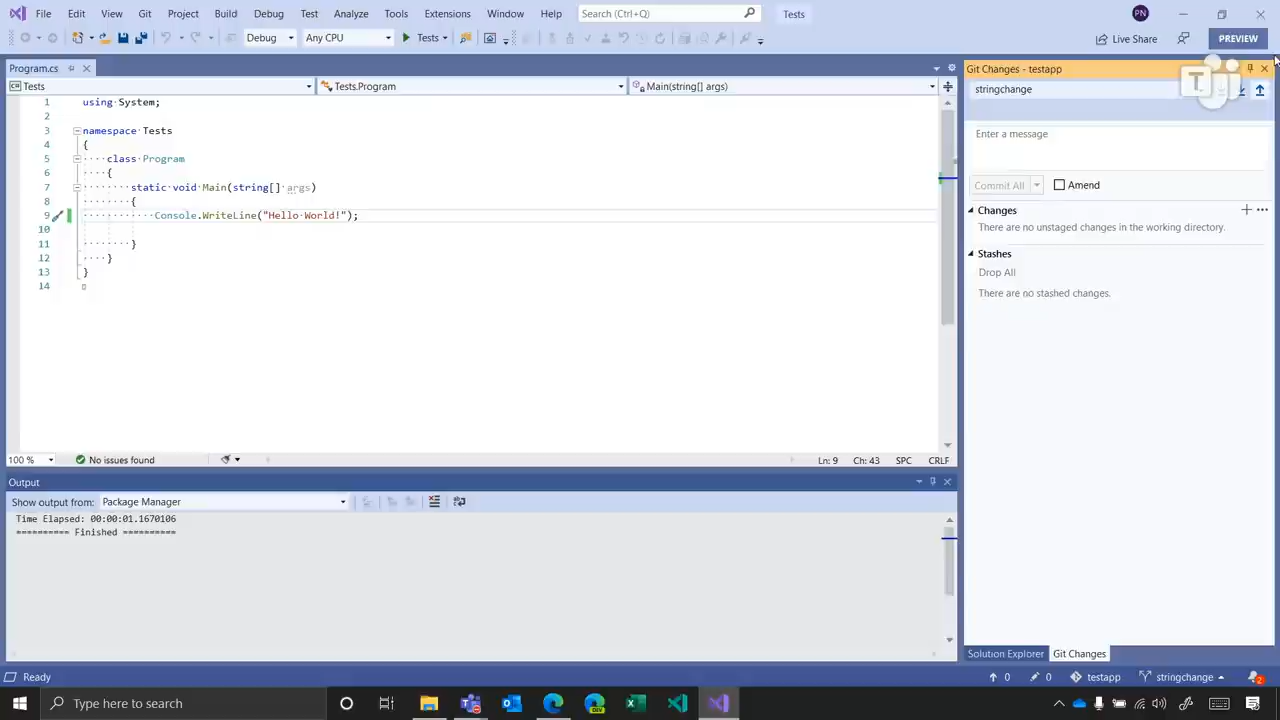 File Edit View Git Project Build Debug Test Analyze Tools Extensions Window Help Search (Ctrl+Q) Tests PN
Debug Any CPU Tests Live Share PREVIEW
Program.cs
Tests Tests.Program Main(string[] args)
1 using System;
2
3 namespace Tests
4 {
5 class Program
6 {
7 static void Main(string[] args)
8 {
9 Console.WriteLine("Hello World!");
10
11 }
12 }
13 }
14
100 % No issues found Ln: 9 Ch: 43 SPC CRLF
Output
Show output from: Package Manager
Time Elapsed: 00:00:01.1670106
========== Finished ==========
Git Changes - testapp
T
stringchange
Enter a message
Commit All Amend
Changes
There are no unstaged changes in the working directory.
Stashes
Drop All
There are no stashed changes.
Solution Explorer Git Changes
Ready 0 0 testapp stringchange 2
Type here to search DEV